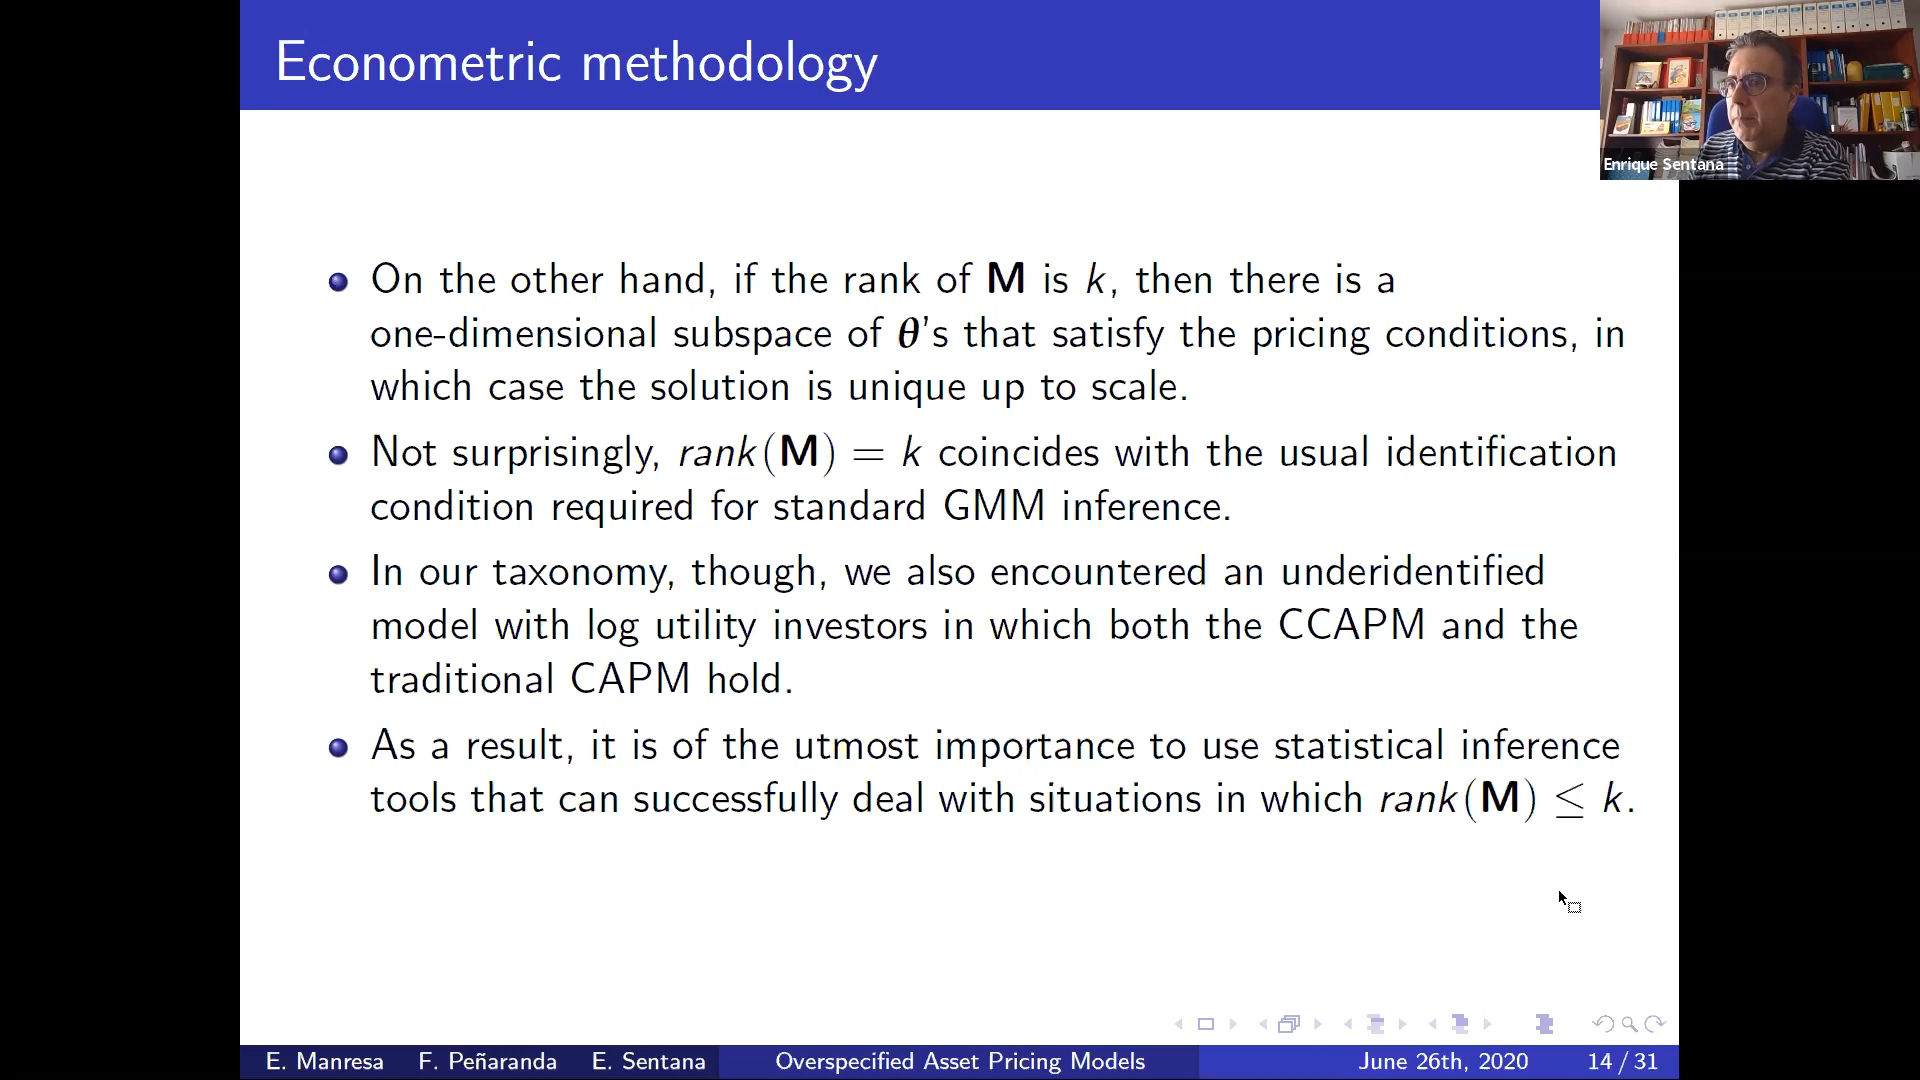 Econometric methodology
Enrique Sentana
On the other hand, if the rank of M is k, then there is a
one-dimensional subspace of θ's that satisfy the pricing conditions, in
which case the solution is unique up to scale.
Not surprisingly, rank(M) = k coincides with the usual identification
condition required for standard GMM inference.
In our taxonomy, though, we also encountered an underidentified
model with log utility investors in which both the CCAPM and the
traditional CAPM hold.
As a result, it is of the utmost importance to use statistical inference
tools that can successfully deal with situations in which rank(M) ≤ k.
E. Manresa F. Peñaranda E. Sentana Overspecified Asset Pricing Models June 26th, 2020 14 / 31